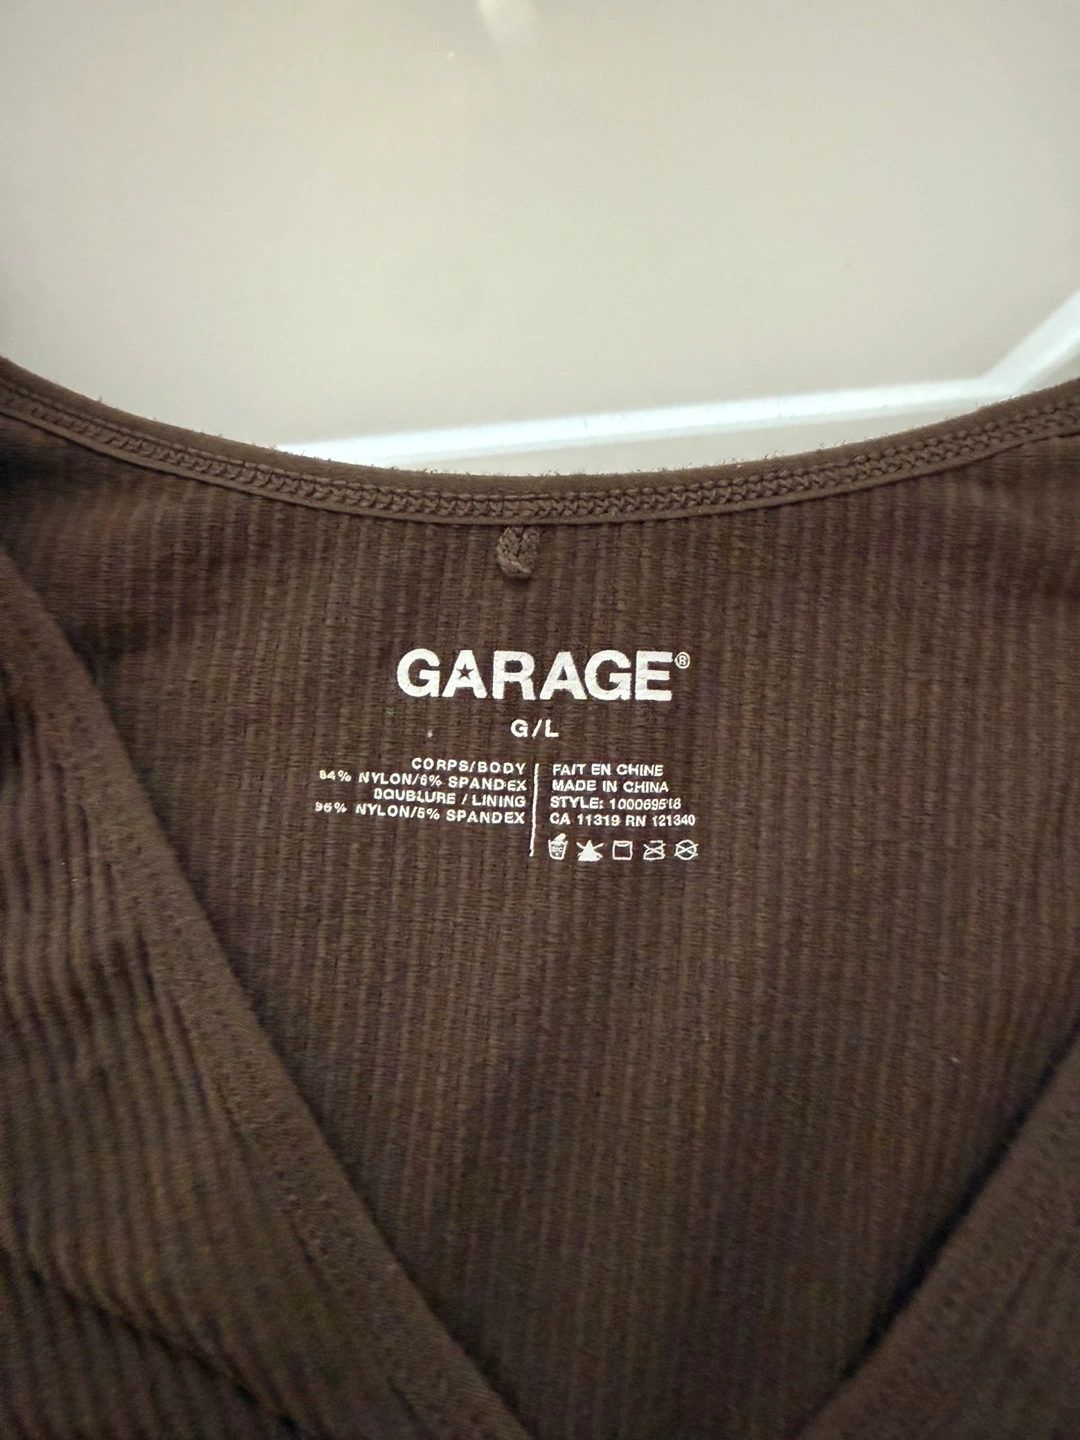 GARAGE®
G/L
CORPS/BODY
94% NYLON/6% SPANDEX
DOUBLURE / LINING
95% NYLON/5% SPANDEX
FAIT EN CHINE
MADE IN CHINA
STYLE: 100069518
CA 11319 RN 121340